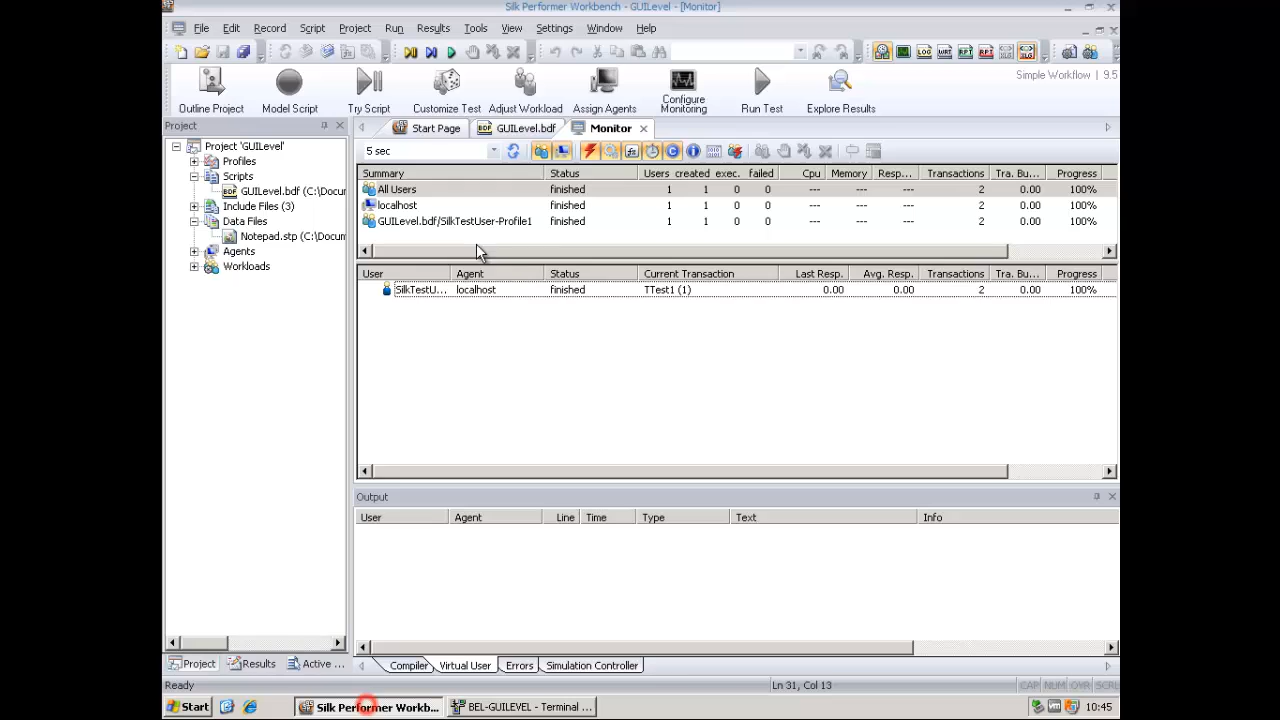 Silk Performer Workbench - GUILevel - [Monitor]
File Edit Record Script Project Run Results Tools View Settings Window Help
Simple Workflow | 9.5
Outline Project Model Script Try Script Customize Test Adjust Workload Assign Agents Configure Monitoring Run Test Explore Results
Project
Start Page GUILevel.bdf Monitor
Project 'GUILevel'
Profiles
Scripts
GUILevel.bdf (C:\Docur
Include Files (3)
Data Files
Notepad.stp (C:\Docum
Agents
Workloads
5 sec
Summary Status Users created exec. failed Cpu Memory Resp... Transactions Tra. Bu... Progress
All Users finished 1 1 0 0 --- --- --- 2 0.00 100%
localhost finished 1 1 0 0 --- --- --- 2 0.00 100%
GUILevel.bdf/SilkTestUser-Profile1 finished 1 1 0 0 --- --- --- 2 0.00 100%
User Agent Status Current Transaction Last Resp. Avg. Resp. Transactions Tra. Bu... Progress
SilkTestU... localhost finished TTest1 (1) 0.00 0.00 2 0.00 100%
Output
User Agent Line Time Type Text Info
Project Results Active ...
Compiler Virtual User Errors Simulation Controller
Ready Ln 31, Col 13 CAP NUM OVR SCRL
Start Silk Performer Workb... BEL-GUILEVEL - Terminal ... 10:45